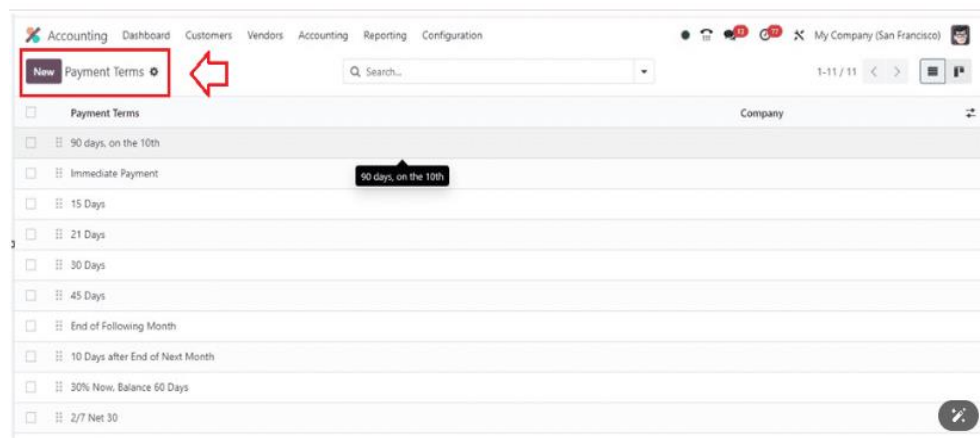 Accounting Dashboard Customers Vendors Accounting Reporting Configuration My Company (San Francisco)
New Payment Terms Search... 1-11 / 11
Payment Terms Company
90 days, on the 10th
90 days, on the 10th
Immediate Payment
15 Days
21 Days
30 Days
45 Days
End of Following Month
10 Days after End of Next Month
30% Now, Balance 60 Days
2/7 Net 30